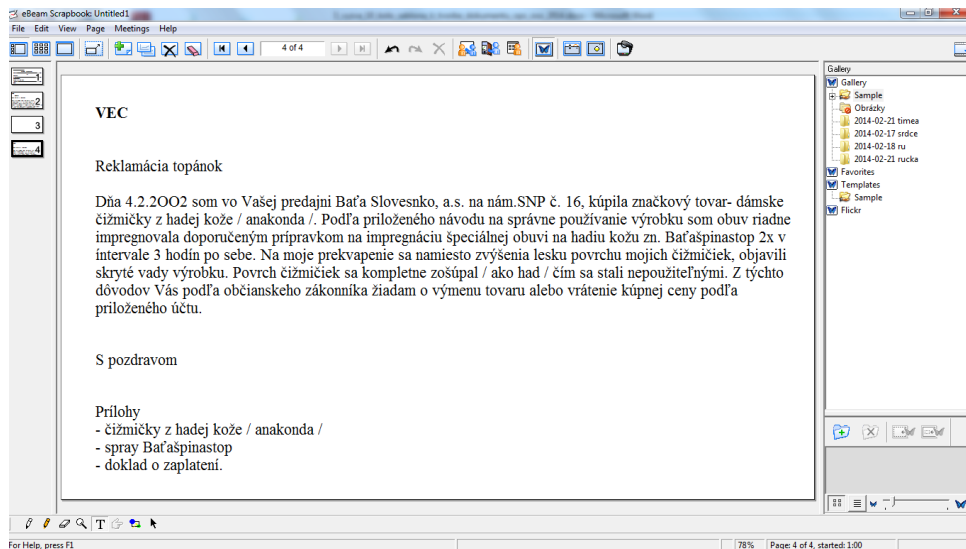 eBeam Scrapbook: Untitled1
File Edit View Page Meetings Help
4 of 4
1
2
3
4
VEC
Reklamácia topánok
Dňa 4.2.2OO2 som vo Vašej predajni Baťa Slovesnko, a.s. na nám.SNP č. 16, kúpila značkový tovar- dámske
čižmičky z hadej kože / anakonda /. Podľa priloženého návodu na správne používanie výrobku som obuv riadne
impregnovala doporučeným prípravkom na impregnáciu špeciálnej obuvi na hadiu kožu zn. Baťašpinastop 2x v
íntervale 3 hodín po sebe. Na moje prekvapenie sa namiesto zvýšenia lesku povrchu mojich čižmičiek, objavili
skryté vady výrobku. Povrch čižmičiek sa kompletne zošúpal / ako had / čím sa stali nepoužiteľnými. Z týchto
dôvodov Vás podľa občianskeho zákonníka žiadam o výmenu tovaru alebo vrátenie kúpnej ceny podľa
priloženého účtu.
S pozdravom
Prílohy
- čižmičky z hadej kože / anakonda /
- spray Baťašpinastop
- doklad o zaplatení.
Gallery
Gallery
Sample
Obrázky
2014-02-21 timea
2014-02-17 srdce
2014-02-18 ru
2014-02-21 rucka
Favorites
Templates
Sample
Flickr
For Help, press F1
78%
Page: 4 of 4, started: 1:00